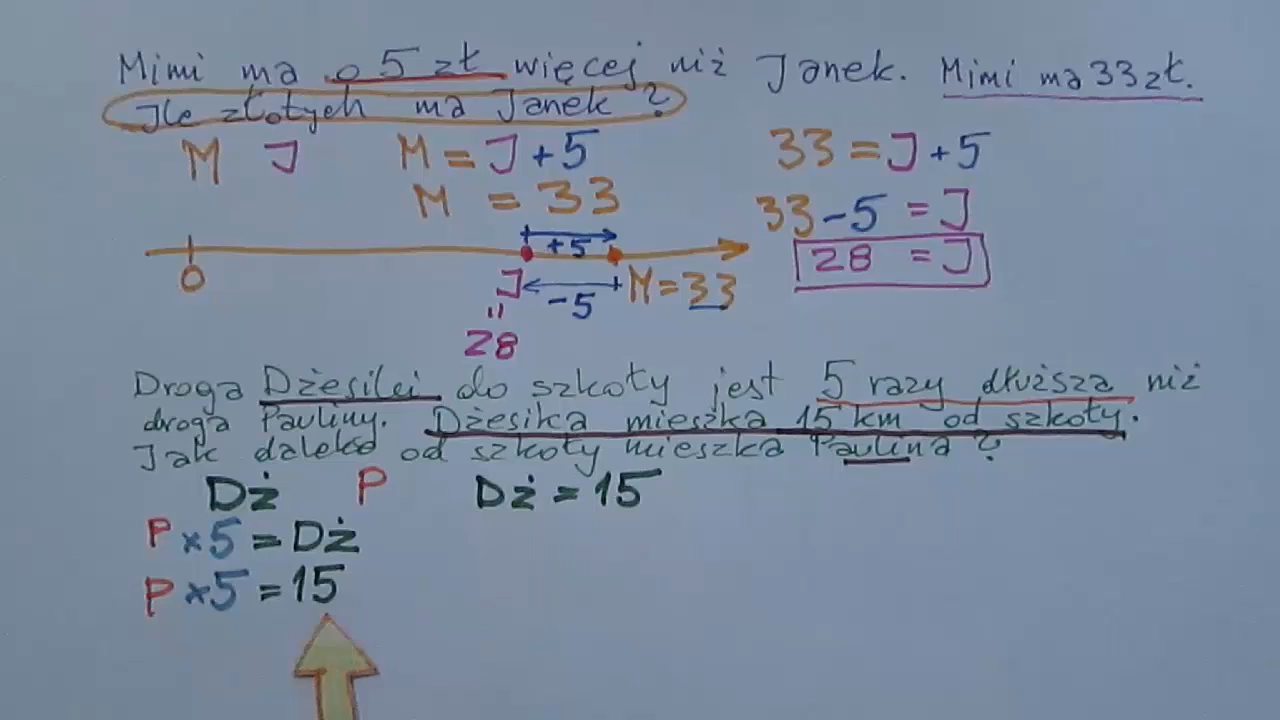 Mimi ma o 5 zł więcej niż Janek. Mimi ma 33 zł.
Ile złotych ma Janek?
M J M = J + 5 33 = J + 5
M = 33 33 - 5 = J
+5 28 = J
0 J -5 M = 33
"
28
Droga Dżesiki do szkoły jest 5 razy dłuższa niż
droga Pauliny. Dżesika mieszka 15 km od szkoły.
Jak daleko od szkoły mieszka Paulina?
Dż P Dż = 15
P × 5 = Dż
P × 5 = 15